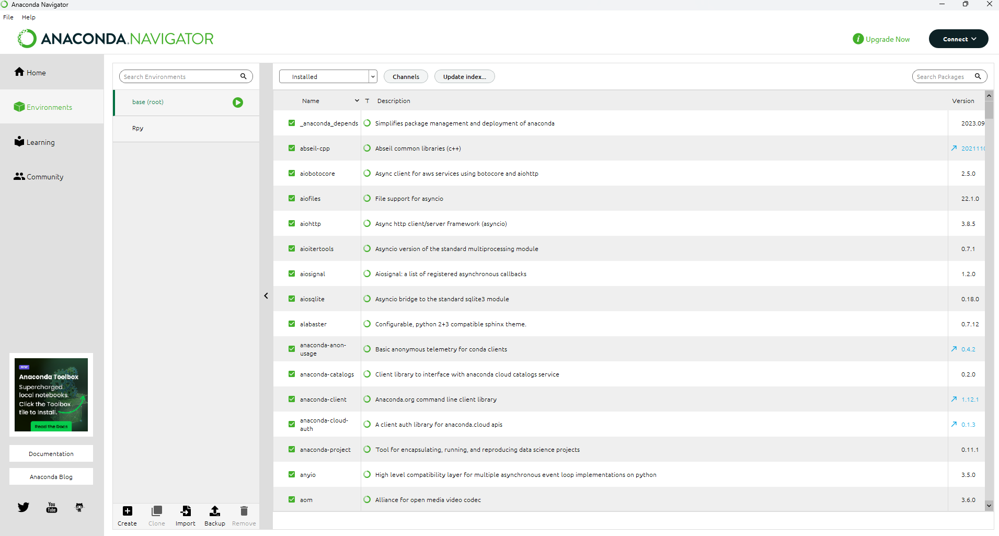 Anaconda Navigator
File Help
ANACONDA.NAVIGATOR
i Upgrade Now
Connect
Home
Environments
Learning
Community
NEW
Anaconda Toolbox
Supercharged
local notebooks.
Click the Toolbox
tile to Install.
Read the Docs
Documentation
Anaconda Blog
You
Tube
Search Environments
base (root)
Rpy
Create Clone Import Backup Remove
Installed Channels Update index... Search Packages
Name T Description Version
_anaconda_depends Simplifies package management and deployment of anaconda 2023.09
abseil-cpp Abseil common libraries (c++) 2021110
aiobotocore Async client for aws services using botocore and aiohttp 2.5.0
aiofiles File support for asyncio 22.1.0
aiohttp Async http client/server framework (asyncio) 3.8.5
aioitertools Asyncio version of the standard multiprocessing module 0.7.1
aiosignal Aiosignal: a list of registered asynchronous callbacks 1.2.0
aiosqlite Asyncio bridge to the standard sqlite3 module 0.18.0
alabaster Configurable, python 2+3 compatible sphinx theme. 0.7.12
anaconda-anon-
usage Basic anonymous telemetry for conda clients 0.4.2
anaconda-catalogs Client library to interface with anaconda cloud catalogs service 0.2.0
anaconda-client Anaconda.org command line client library 1.12.1
anaconda-cloud-
auth A client auth library for anaconda.cloud apis 0.1.3
anaconda-project Tool for encapsulating, running, and reproducing data science projects 0.11.1
anyio High level compatibility layer for multiple asynchronous event loop implementations on python 3.5.0
aom Alliance for open media video codec 3.6.0